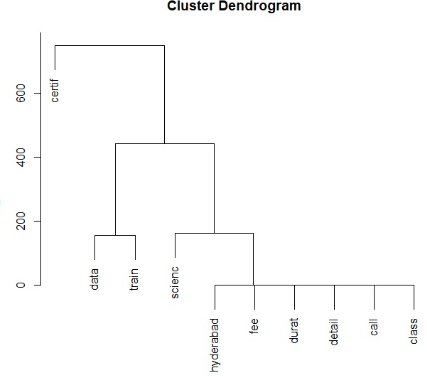 Cluster Dendrogram
600
400
200
0
certif
data
train
scienc
hyderabad
fee
durat
detail
call
class